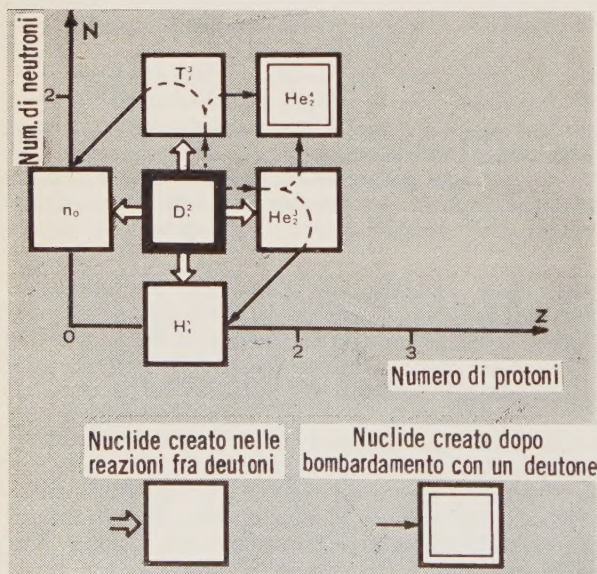 N
Num. di neutroni
2
T³₁
He⁴₂
n₀
D²₁
He³₂
H¹₁
0
2
3
Z
Numero di protoni
Nuclide creato nelle
reazioni fra deutoni
Nuclide creato dopo
bombardamento con un deutone